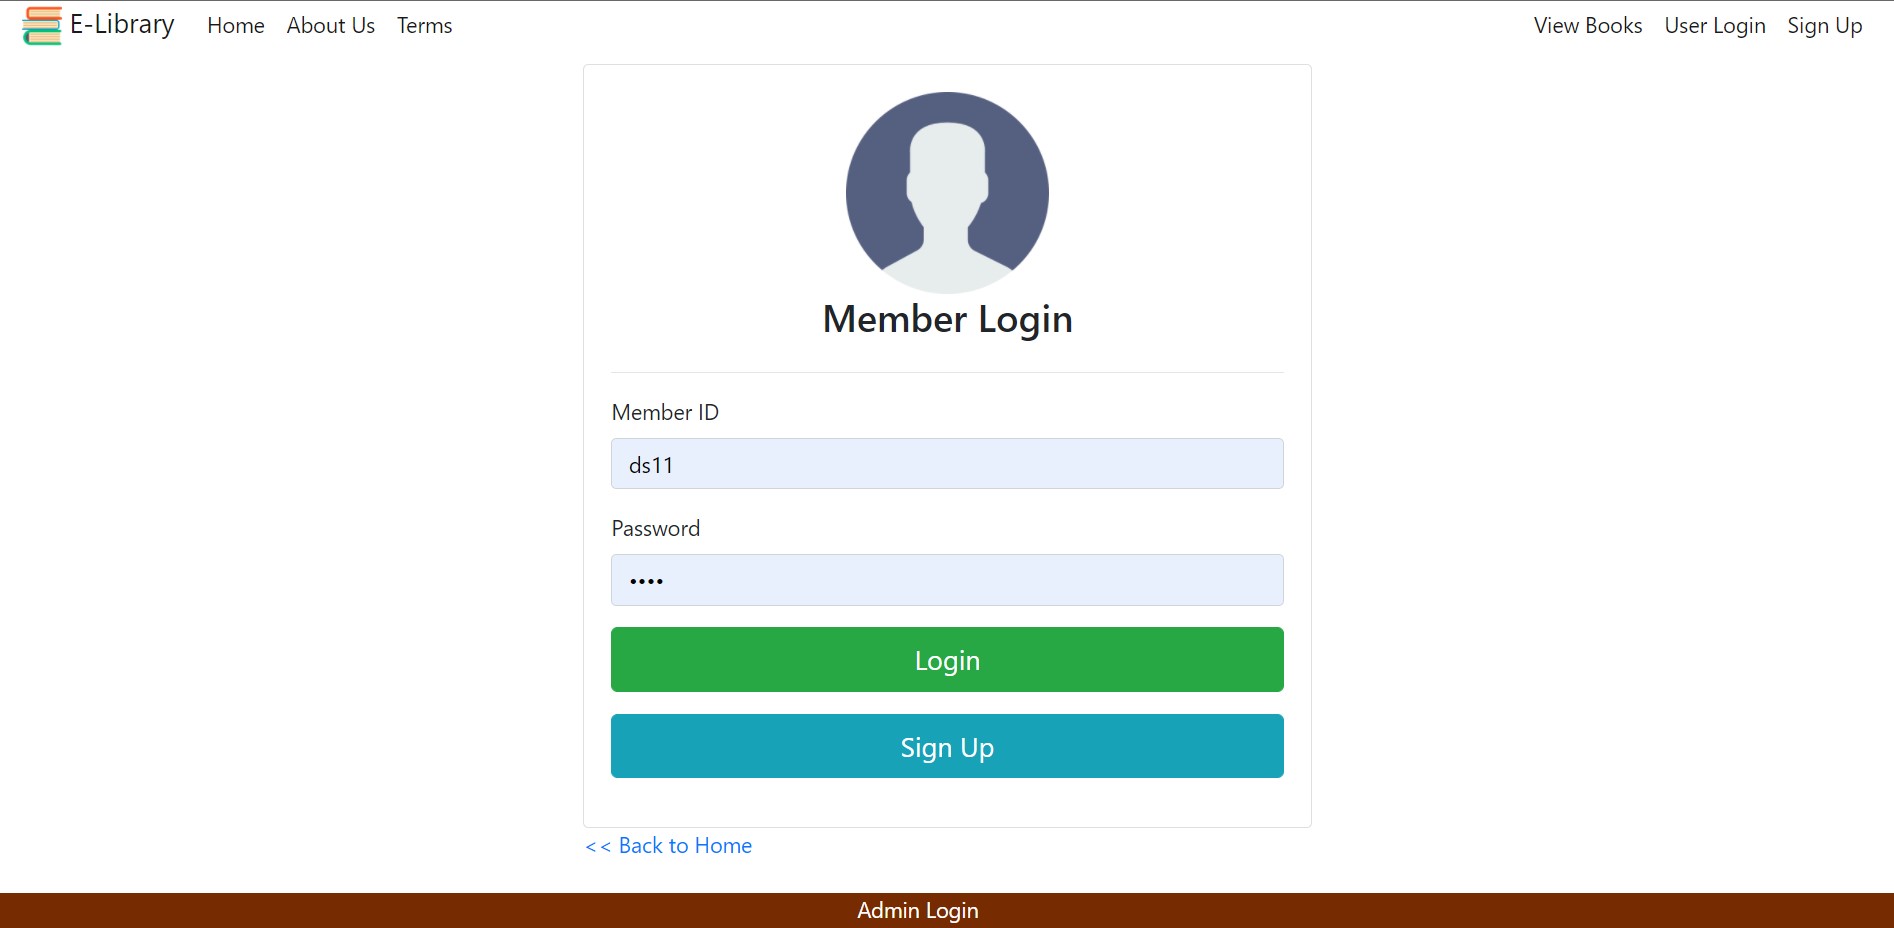 E-Library Home About Us Terms View Books User Login Sign Up
Member Login
Member ID
ds11
Password
••••
Login
Sign Up
<< Back to Home
Admin Login